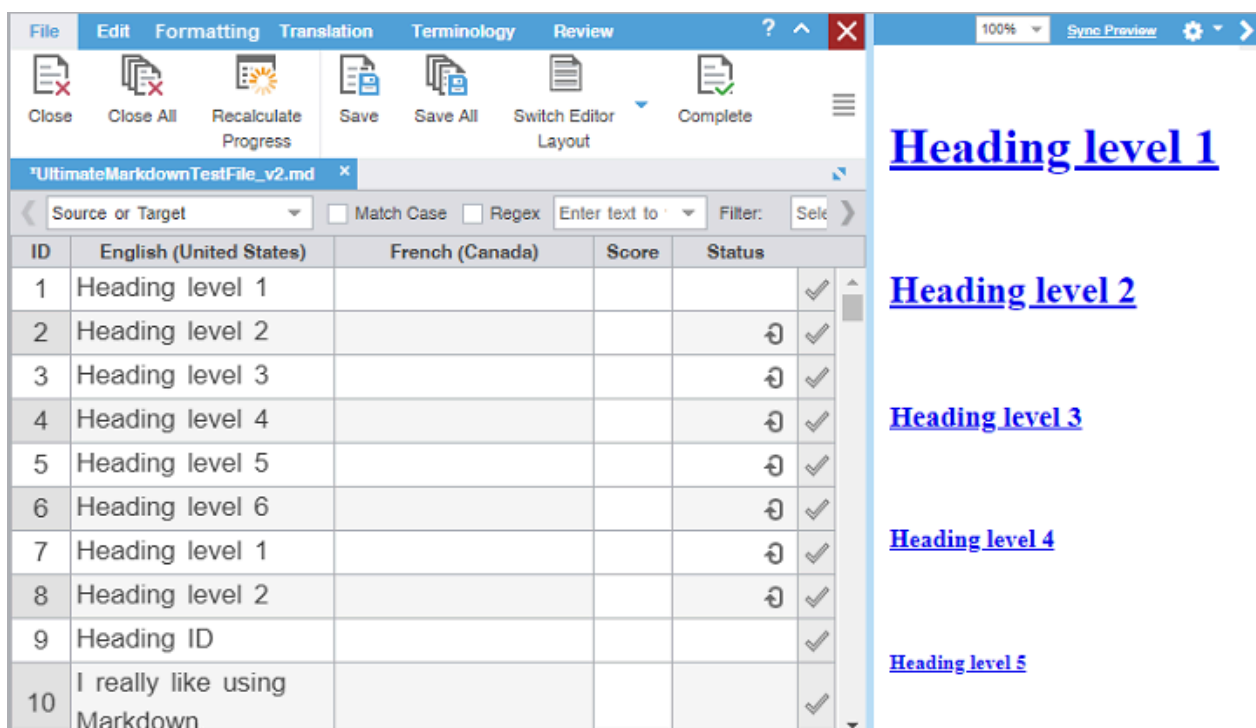 File Edit Formatting Translation Terminology Review ?
100% Sync Preview
Close Close All Recalculate Progress Save Save All Switch Editor Layout Complete
*UltimateMarkdownTestFile_v2.md ×
Source or Target Match Case Regex Enter text to Filter: Sele
ID English (United States) French (Canada) Score Status
1 Heading level 1
2 Heading level 2
3 Heading level 3
4 Heading level 4
5 Heading level 5
6 Heading level 6
7 Heading level 1
8 Heading level 2
9 Heading ID
10 I really like using
Markdown
Heading level 1
Heading level 2
Heading level 3
Heading level 4
Heading level 5